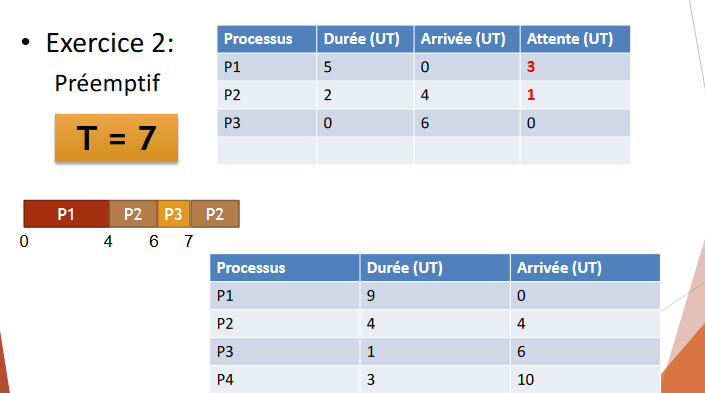 • Exercice 2:
Préemptif
T = 7
Processus Durée (UT) Arrivée (UT) Attente (UT)
P1 5 0 3
P2 2 4 1
P3 0 6 0
P1 P2 P3 P2
0 4 6 7
Processus Durée (UT) Arrivée (UT)
P1 9 0
P2 4 4
P3 1 6
P4 3 10